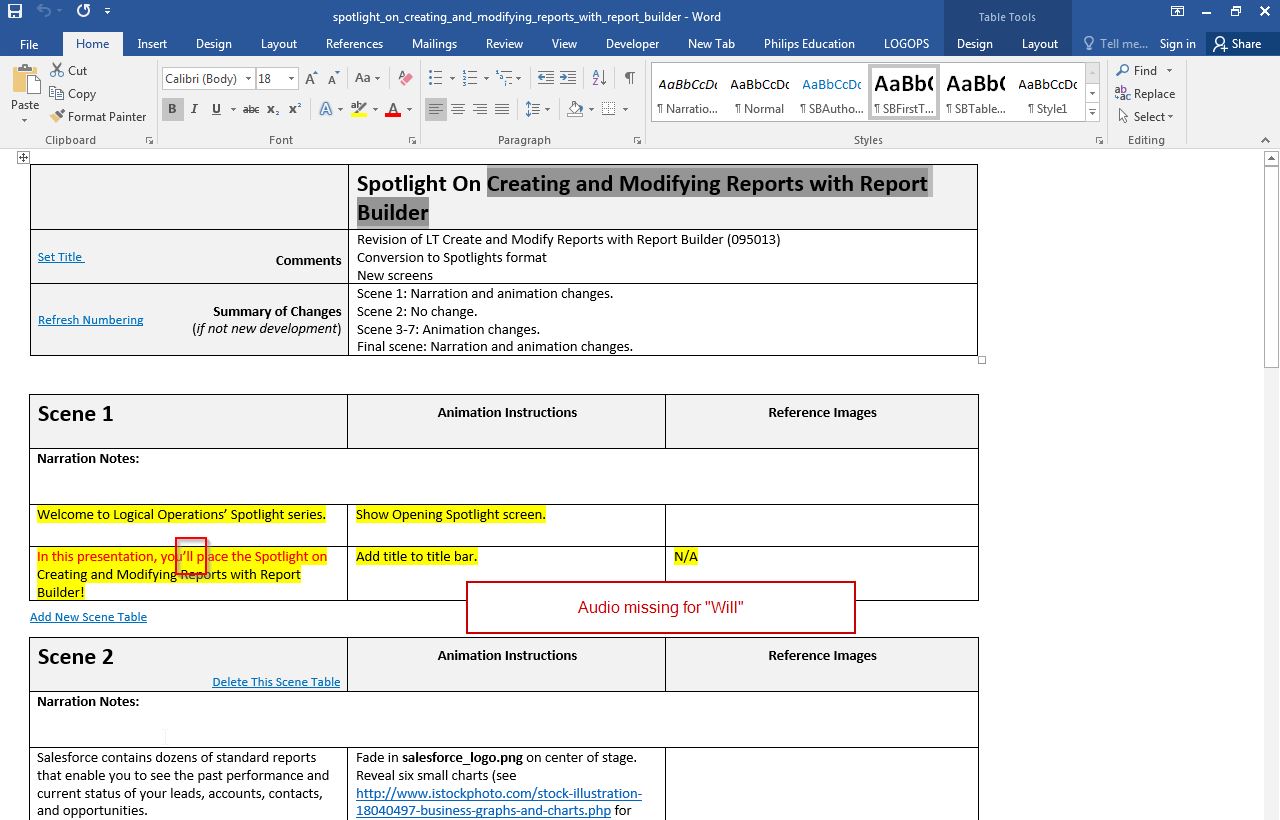 spotlight_on_creating_and_modifying_reports_with_report_builder - Word
Table Tools
File Home Insert Design Layout References Mailings Review View Developer New Tab Philips Education LOGOPS Design Layout Tell me... Sign in Share
Paste
Cut
Copy
Format Painter
Calibri (Body) 18
AaBbCcDc AaBbCcDc AaBbCcDc AaBb( AaBb( AaBbCcDc
¶ Narratio... ¶ Normal ¶ SBAutho... ¶ SBFirstT... ¶ SBTable... ¶ Style1
Find
Replace
Select
Clipboard Font Paragraph Styles Editing
Spotlight On Creating and Modifying Reports with Report
Builder
Set Title Comments
Revision of LT Create and Modify Reports with Report Builder (095013)
Conversion to Spotlights format
New screens
Refresh Numbering
Summary of Changes
(if not new development)
Scene 1: Narration and animation changes.
Scene 2: No change.
Scene 3-7: Animation changes.
Final scene: Narration and animation changes.
Scene 1 Animation Instructions Reference Images
Narration Notes:
Welcome to Logical Operations’ Spotlight series. Show Opening Spotlight screen.
In this presentation, you’ll place the Spotlight on Add title to title bar. N/A
Creating and Modifying Reports with Report
Builder!
Audio missing for "Will"
Add New Scene Table
Scene 2 Animation Instructions Reference Images
Delete This Scene Table
Narration Notes:
Salesforce contains dozens of standard reports
that enable you to see the past performance and
current status of your leads, accounts, contacts,
and opportunities.
Fade in salesforce_logo.png on center of stage.
Reveal six small charts (see
http://www.istockphoto.com/stock-illustration-
18040497-business-graphs-and-charts.php for